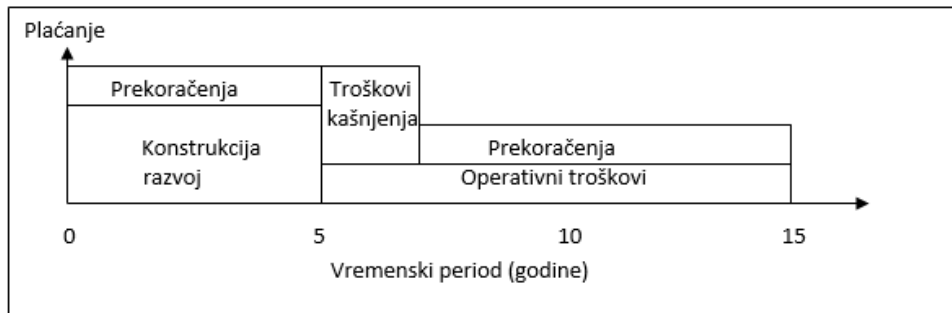 Plaćanje
Prekoračenja
Troškovi
kašnjenja
Konstrukcija
razvoj
Prekoračenja
Operativni troškovi
0 5 10 15
Vremenski period (godine)